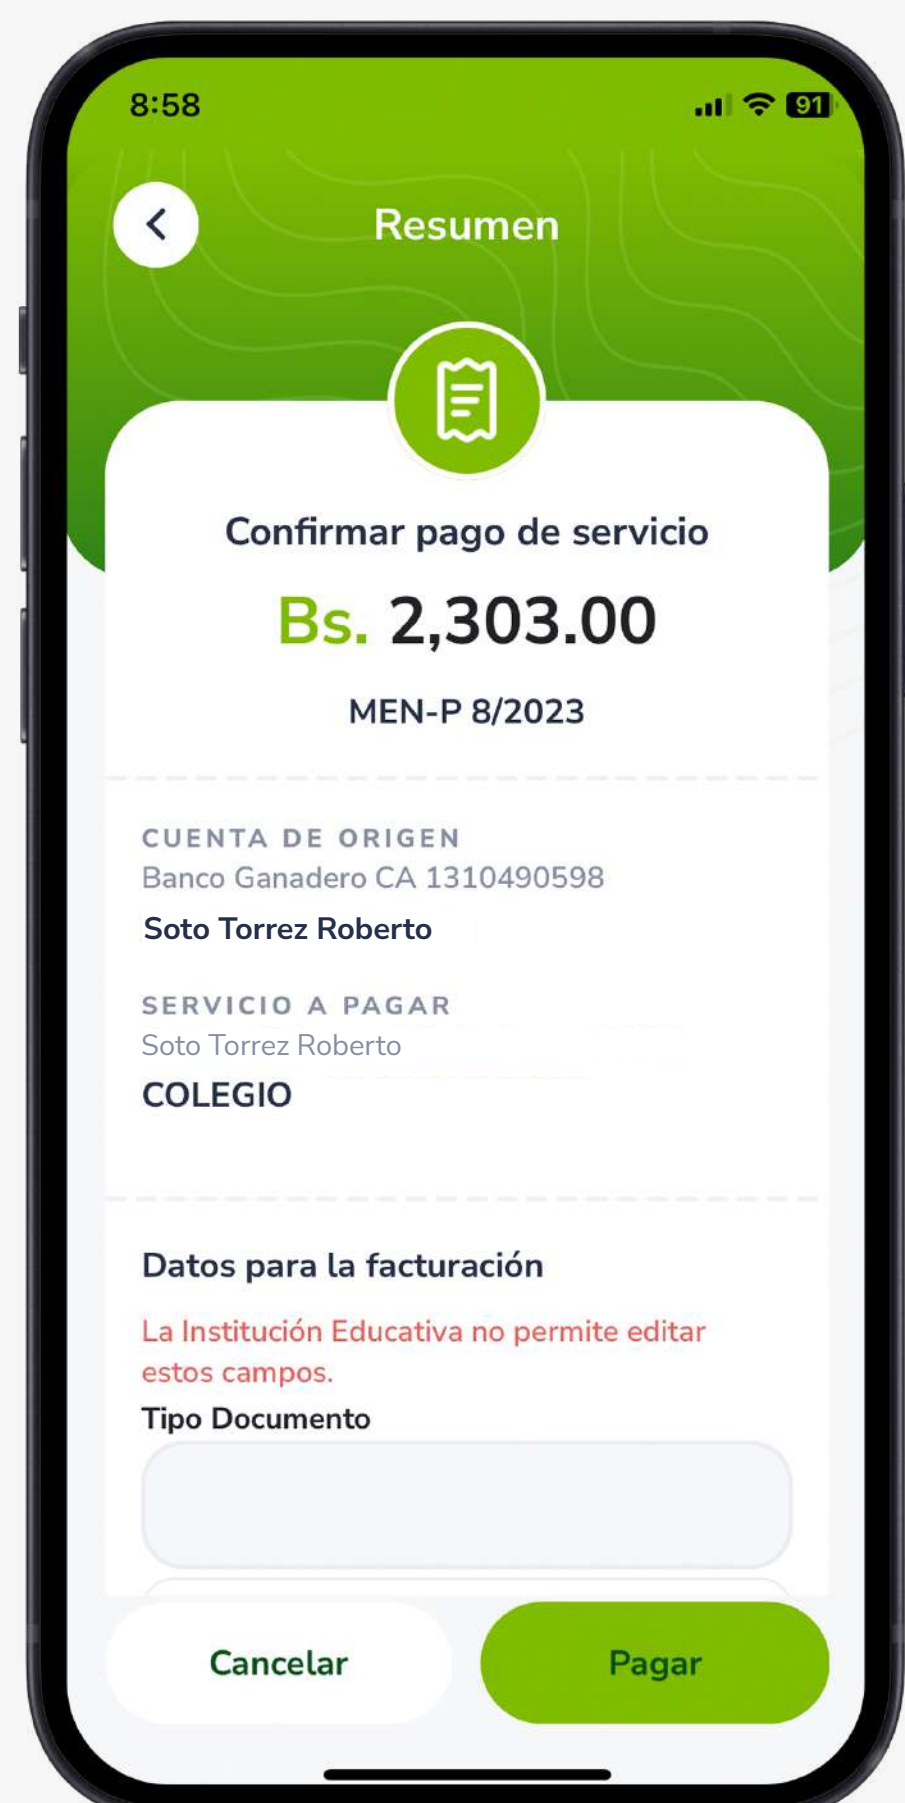 8:58
91
Resumen
Confirmar pago de servicio
Bs. 2,303.00
MEN-P 8/2023
CUENTA DE ORIGEN
Banco Ganadero CA 1310490598
Soto Torrez Roberto
SERVICIO A PAGAR
Soto Torrez Roberto
COLEGIO
Datos para la facturación
La Institución Educativa no permite editar
estos campos.
Tipo Documento
Cancelar
Pagar